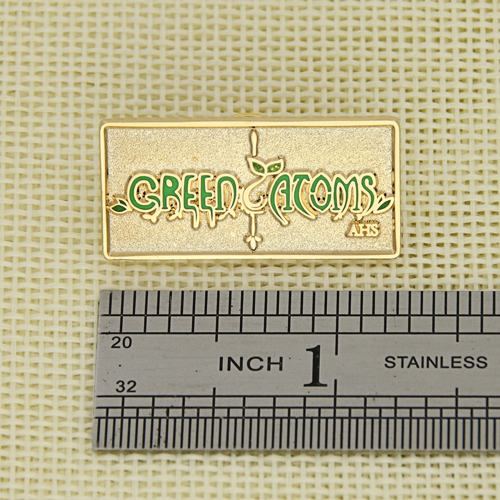 GREEN ATOMS
AHS
20
INCH 1 STAINLESS
32